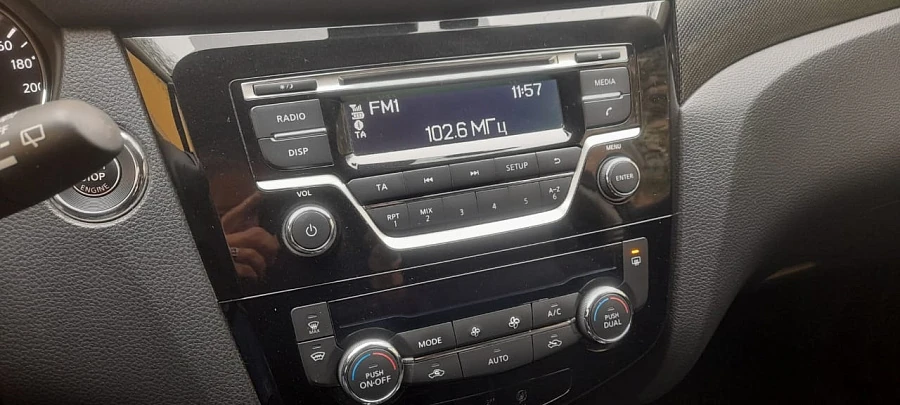 180
200
OFF
STOP
ENGINE
RADIO
DISP
FM1
11:57
TA
102.6 МГц
MEDIA
TA
SETUP
MENU
ENTER
VOL
RPT
1
MIX
2
3
4
5
A-Z
6
MAX
MODE
A/C
AUTO
PUSH
ON·OFF
PUSH
DUAL